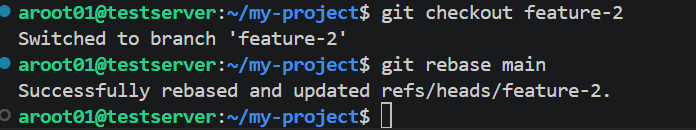 aroot01@testserver:~/my-project$ git checkout feature-2
Switched to branch 'feature-2'
aroot01@testserver:~/my-project$ git rebase main
Successfully rebased and updated refs/heads/feature-2.
aroot01@testserver:~/my-project$